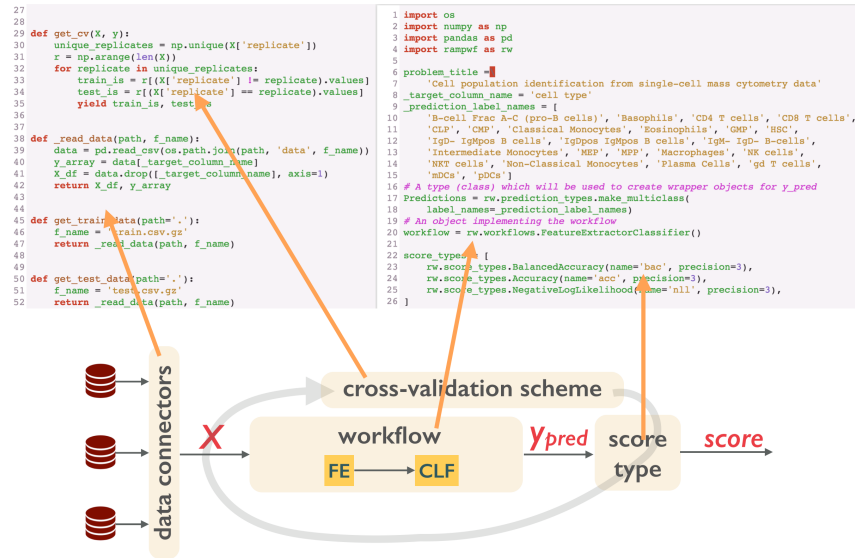 27
28
29 def get_cv(X, y):
30     unique_replicates = np.unique(X['replicate'])
31     r = np.arange(len(X))
32     for replicate in unique_replicates:
33         train_is = r[(X['replicate'] != replicate).values]
34         test_is = r[(X['replicate'] == replicate).values]
35         yield train_is, test_is
36
37
38 def _read_data(path, f_name):
39     data = pd.read_csv(os.path.join(path, 'data', f_name))
40     y_array = data[_target_column_name]
41     X_df = data.drop([_target_column_name], axis=1)
42     return X_df, y_array
43
44
45 def get_train_data(path='.'):
46     f_name = 'train.csv.gz'
47     return _read_data(path, f_name)
48
49
50 def get_test_data(path='.'):
51     f_name = 'test.csv.gz'
52     return _read_data(path, f_name)
1 import os
2 import numpy as np
3 import pandas as pd
4 import rampwf as rw
5
6 problem_title =
7     'Cell population identification from single-cell mass cytometry data'
8 _target_column_name = 'cell type'
9 _prediction_label_names = [
10     'B-cell Frac A-C (pro-B cells)', 'Basophils', 'CD4 T cells', 'CD8 T cells',
11     'CLP', 'CMP', 'Classical Monocytes', 'Eosinophils', 'GMP', 'HSC',
12     'IgD- IgMpos B cells', 'IgDpos IgMpos B cells', 'IgM- IgD- B-cells',
13     'Intermediate Monocytes', 'MEP', 'MPP', 'Macrophages', 'NK cells',
14     'NKT cells', 'Non-Classical Monocytes', 'Plasma Cells', 'gd T cells',
15     'mDCs', 'pDCs']
16 # A type (class) which will be used to create wrapper objects for y_pred
17 Predictions = rw.prediction_types.make_multiclass(
18     label_names=_prediction_label_names)
19 # An object implementing the workflow
20 workflow = rw.workflows.FeatureExtractorClassifier()
21
22 score_types = [
23     rw.score_types.BalancedAccuracy(name='bac', precision=3),
24     rw.score_types.Accuracy(name='acc', precision=3),
25     rw.score_types.NegativeLogLikelihood(name='nll', precision=3),
26 ]
data connectors
cross-validation scheme
X
workflow
FE
CLF
ypred
score
type
score